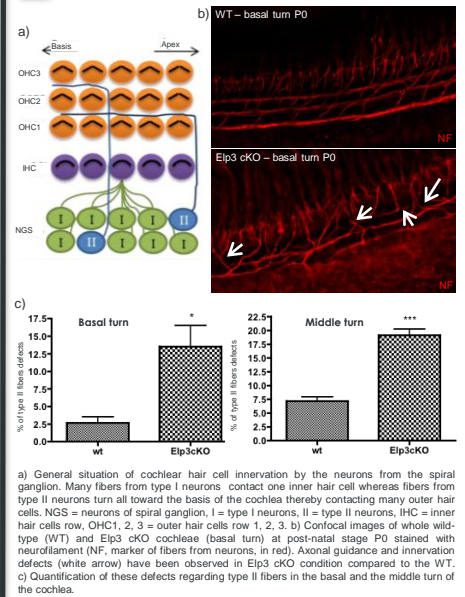 b)
WT – basal turn P0
a)
Basis
Apex
OHC3
OHC2
OHC1
NF
IHC
Elp3 cKO – basal turn P0
I I I I II
NGS
I II I I I
NF
c)
Basal turn
*
% of type II fibers defects
17.5
15.0
12.5
10.0
7.5
5.0
2.5
0.0
wt
Elp3cKO
Middle turn
***
% of type II fibers defects
22.5
20.0
17.5
15.0
12.5
10.0
7.5
5.0
2.5
0.0
wt
Elp3cKO
a) General situation of cochlear hair cell innervation by the neurons from the spiral
ganglion. Many fibers from type I neurons contact one inner hair cell whereas fibers from
type II neurons turn all toward the basis of the cochlea thereby contacting many outer hair
cells. NGS = neurons of spiral ganglion, I = type I neurons, II = type II neurons, IHC = inner
hair cells row, OHC1, 2, 3 = outer hair cells row 1, 2, 3. b) Confocal images of whole wild-
type (WT) and Elp3 cKO cochleae (basal turn) at post-natal stage P0 stained with
neurofilament (NF, marker of fibers from neurons, in red). Axonal guidance and innervation
defects (white arrow) have been observed in Elp3 cKO condition compared to the WT.
c) Quantification of these defects regarding type II fibers in the basal and the middle turn of
the cochlea.